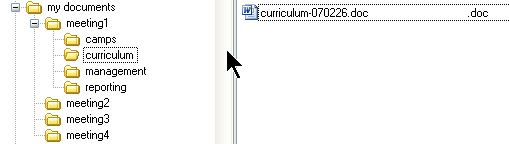 my documents
meeting1
camps
curriculum
management
reporting
meeting2
meeting3
meeting4
curriculum-070226.doc .doc